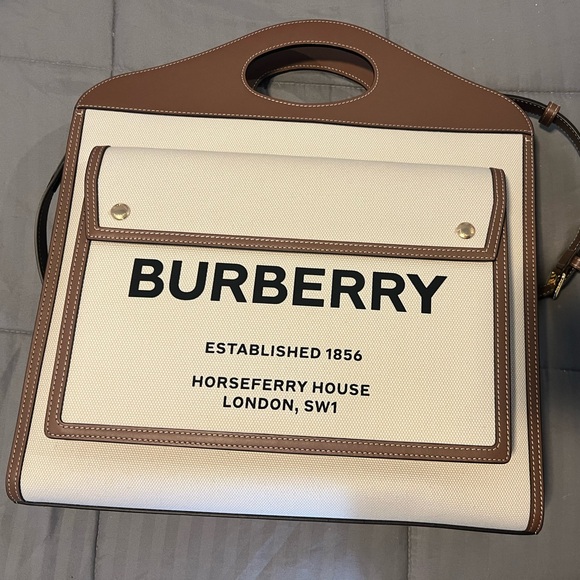 BURBERRY
ESTABLISHED 1856
HORSEFERRY HOUSE
LONDON, SW1